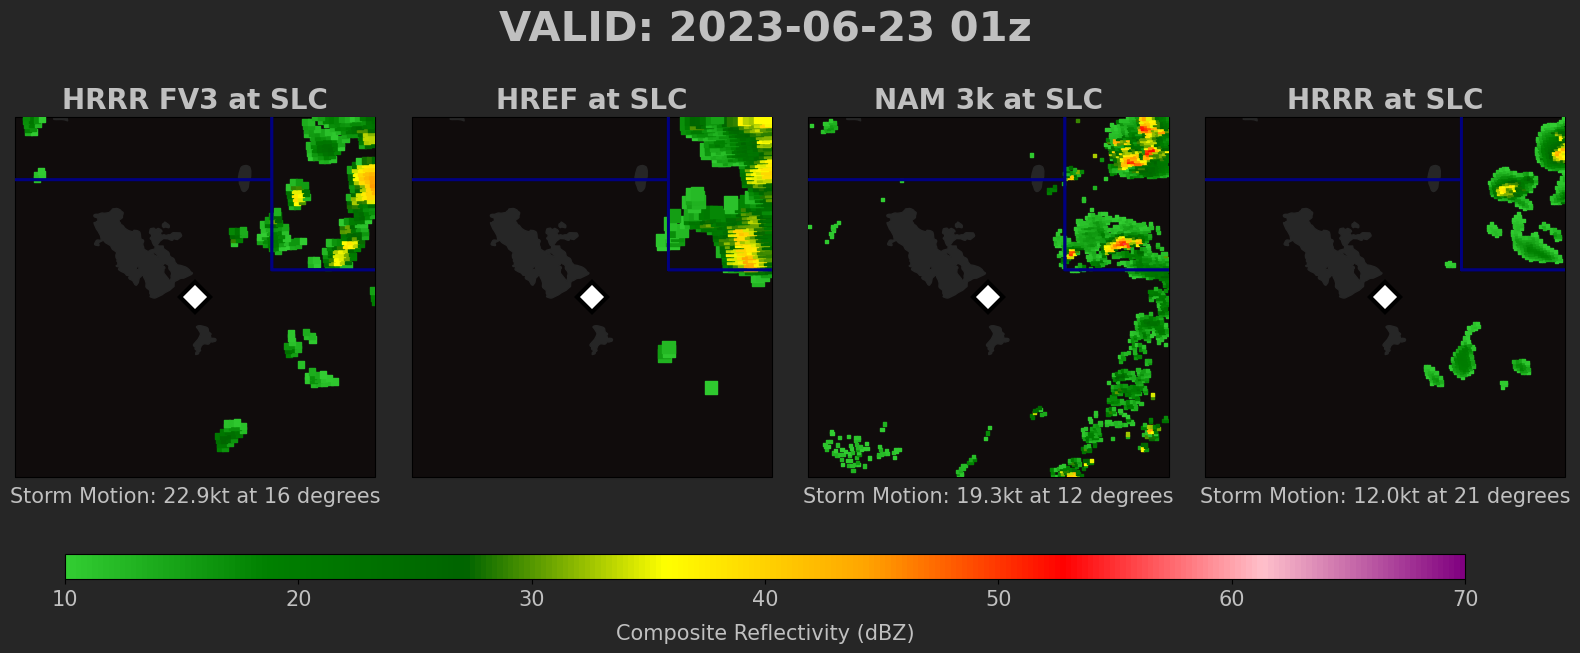 VALID: 2023-06-23 01z
HRRR FV3 at SLC
HREF at SLC
NAM 3k at SLC
HRRR at SLC
Storm Motion: 22.9kt at 16 degrees
Storm Motion: 19.3kt at 12 degrees
Storm Motion: 12.0kt at 21 degrees
10 20 30 40 50 60 70
Composite Reflectivity (dBZ)